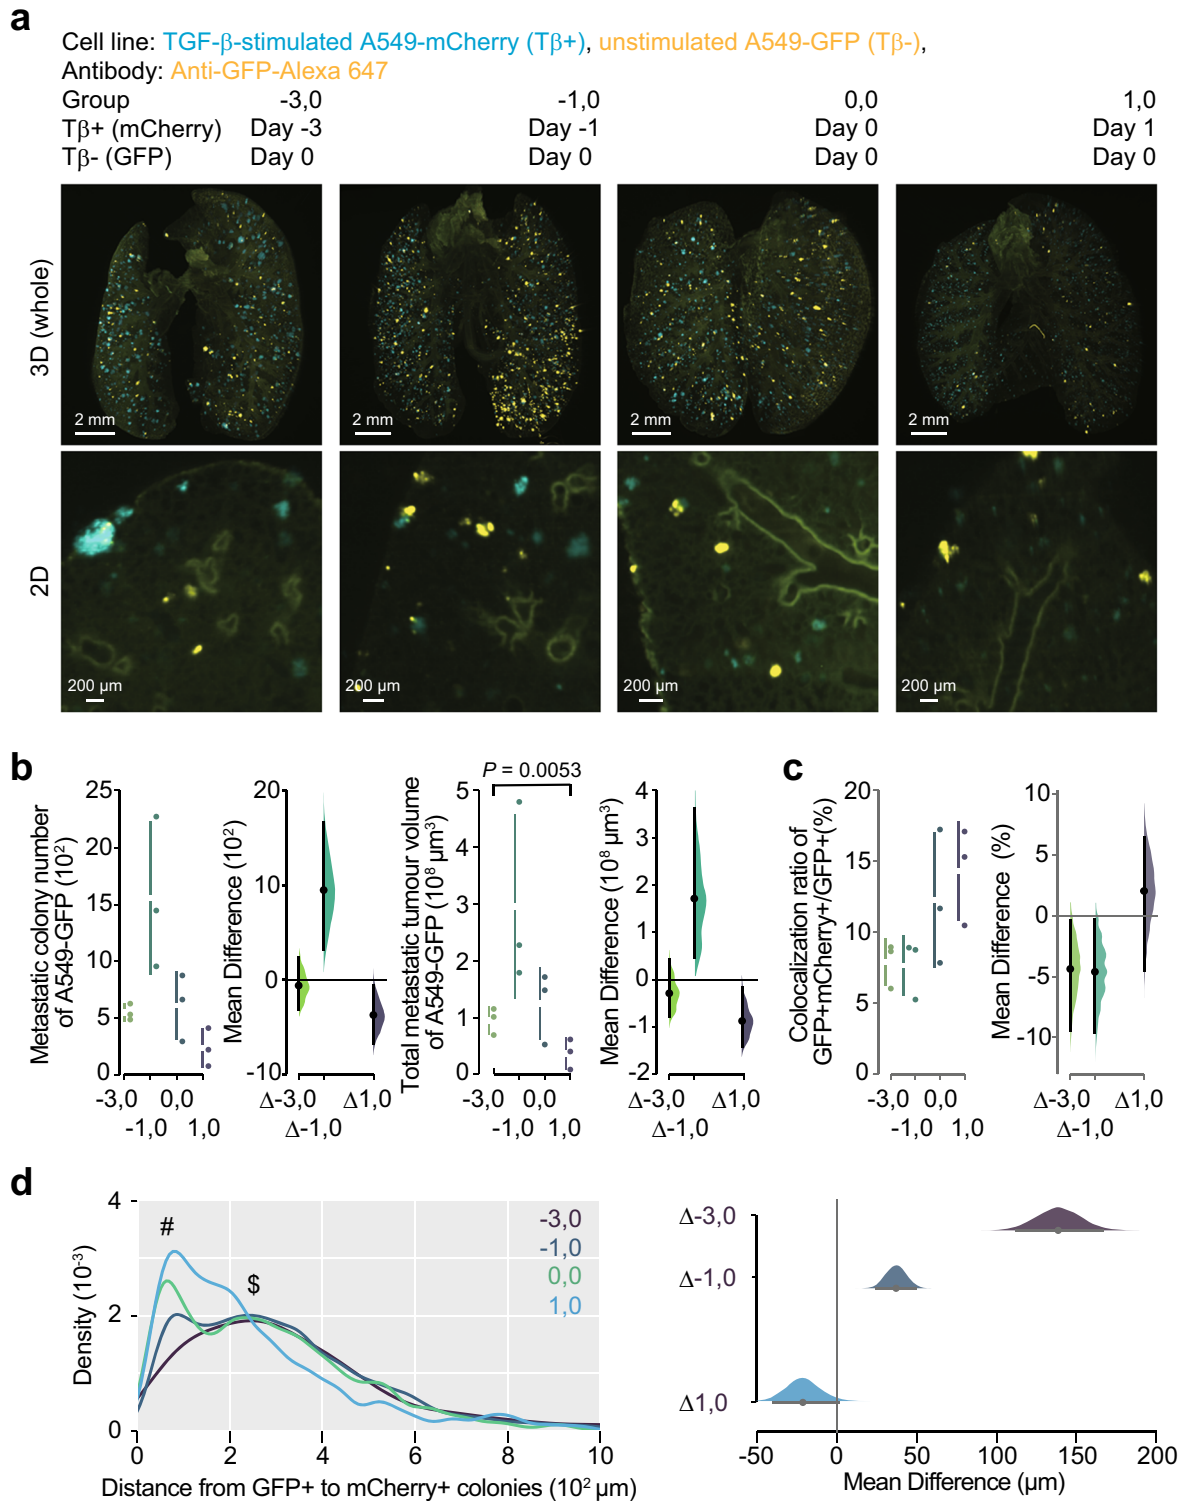 a
Cell line: TGF-β-stimulated A549-mCherry (Tβ+), unstimulated A549-GFP (Tβ-),
Antibody: Anti-GFP-Alexa 647
Group -3,0 -1,0 0,0 1,0
Tβ+ (mCherry) Day -3 Day -1 Day 0 Day 1
Tβ- (GFP) Day 0 Day 0 Day 0 Day 0
3D (whole)
2 mm 2 mm 2 mm 2 mm
2D
200 µm 200 µm 200 µm 200 µm
b
Metastatic colony number
of A549-GFP (10²)
25
20
15
10
5
0
-3,0 0,0
-1,0 1,0
Mean Difference (10²)
20
10
0
-10
Δ-3,0 Δ1,0
Δ-1,0
Total metastatic tumour volume
of A549-GFP (10⁸ µm³)
P = 0.0053
5
4
3
2
1
0
-3,0 0,0
-1,0 1,0
Mean Difference (10⁸ µm³)
4
3
2
1
0
-1
-2
Δ-3,0 Δ1,0
Δ-1,0
c
Colocalization ratio of
GFP+mCherry+/GFP+(%)
20
15
10
5
0
-3,0 0,0
-1,0 1,0
Mean Difference (%)
10
5
0
-5
-10
Δ-3,0 Δ1,0
Δ-1,0
d
Density (10⁻³)
4
2
0
#
$
-3,0
-1,0
0,0
1,0
0 2 4 6 8 10
Distance from GFP+ to mCherry+ colonies (10² µm)
Δ-3,0
Δ-1,0
Δ1,0
-50 0 50 100 150 200
Mean Difference (µm)